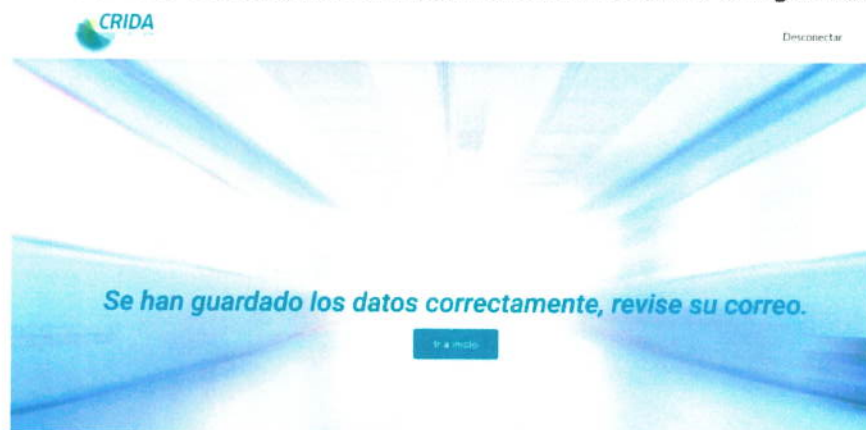 CRIDA
Desconectar
Se han guardado los datos correctamente, revise su correo.
Ir a inicio